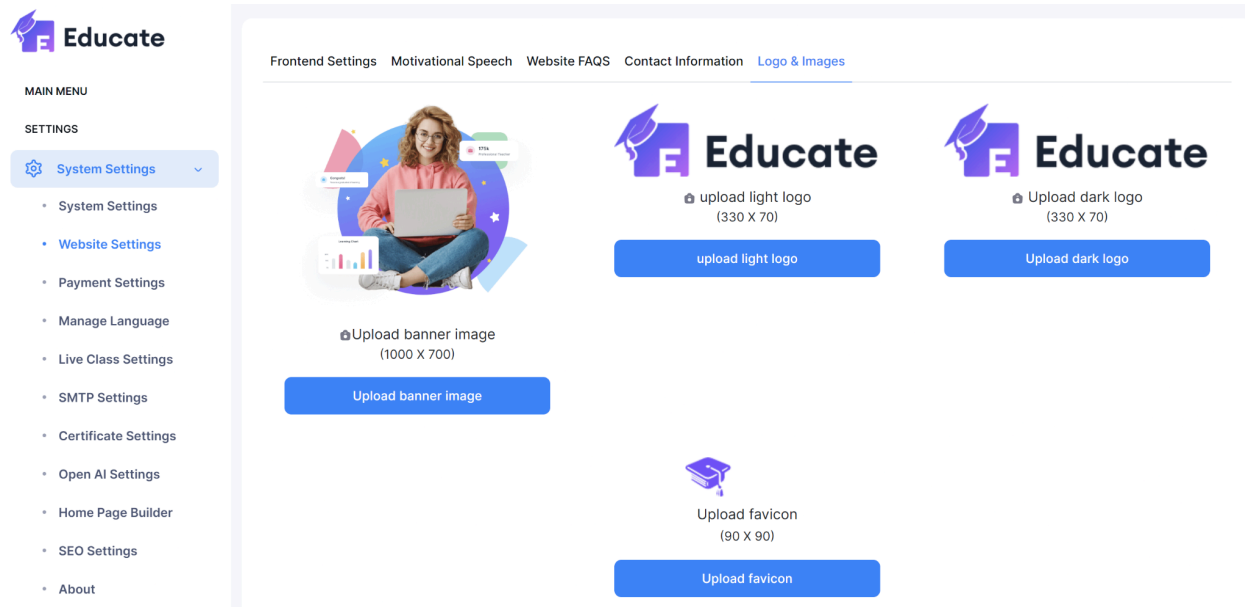 Educate
MAIN MENU
SETTINGS
System Settings
System Settings
Website Settings
Payment Settings
Manage Language
Live Class Settings
SMTP Settings
Certificate Settings
Open AI Settings
Home Page Builder
SEO Settings
About
Frontend Settings Motivational Speech Website FAQS Contact Information Logo & Images
Upload banner image
(1000 X 700)
Upload banner image
E Educate
upload light logo
(330 X 70)
upload light logo
E Educate
Upload dark logo
(330 X 70)
Upload dark logo
Upload favicon
(90 X 90)
Upload favicon